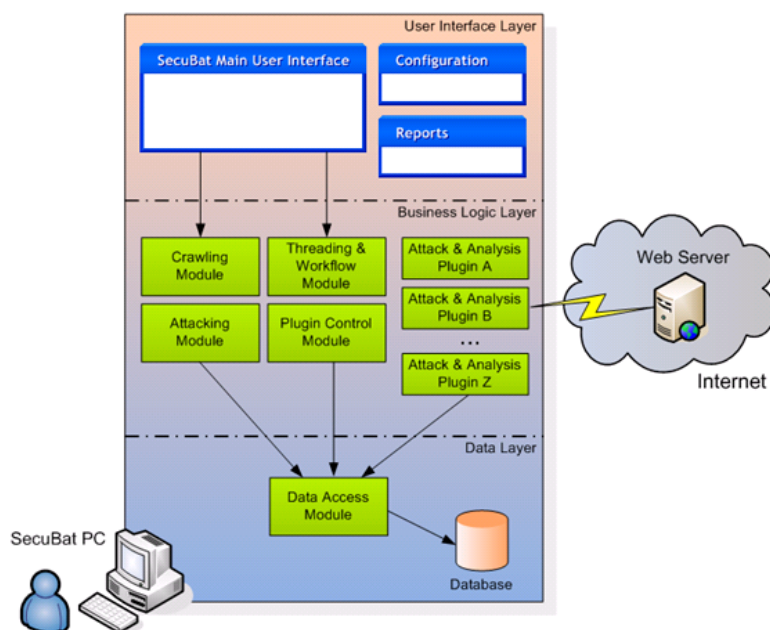 User Interface Layer
SecuBat Main User Interface
Configuration
Reports
Business Logic Layer
Crawling
Module
Threading &
Workflow
Module
Attack & Analysis
Plugin A
Attacking
Module
Plugin Control
Module
Attack & Analysis
Plugin B
...
Attack & Analysis
Plugin Z
Web Server
Internet
Data Layer
Data Access
Module
Database
SecuBat PC